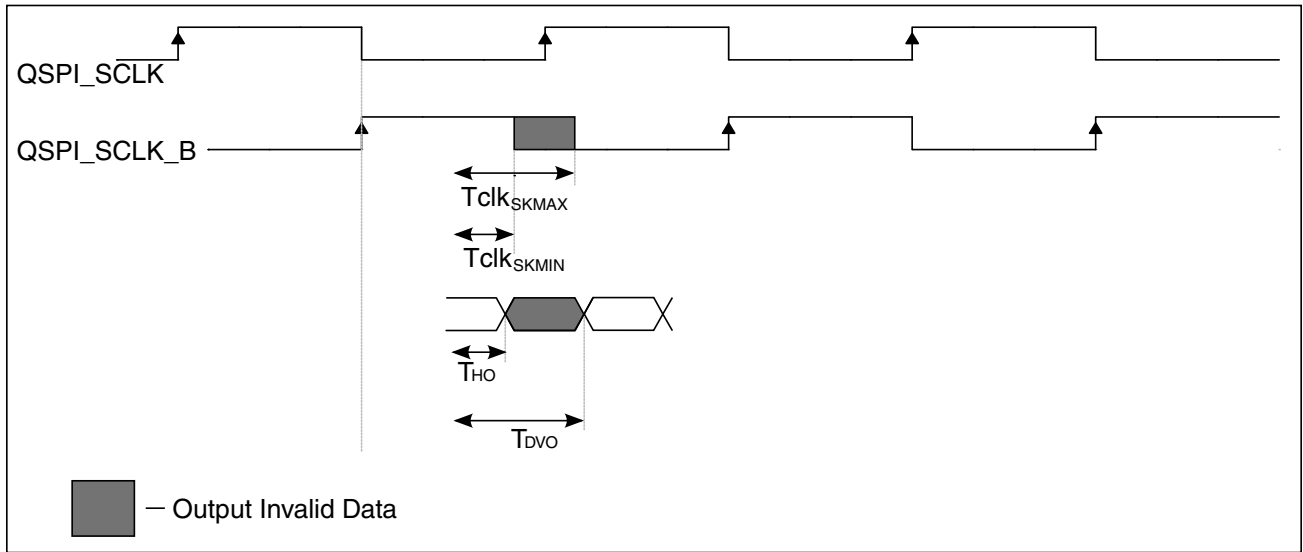 QSPI_SCLK
QSPI_SCLK_B
TclkSKMAX
TclkSKMIN
THO
TDVO
– Output Invalid Data